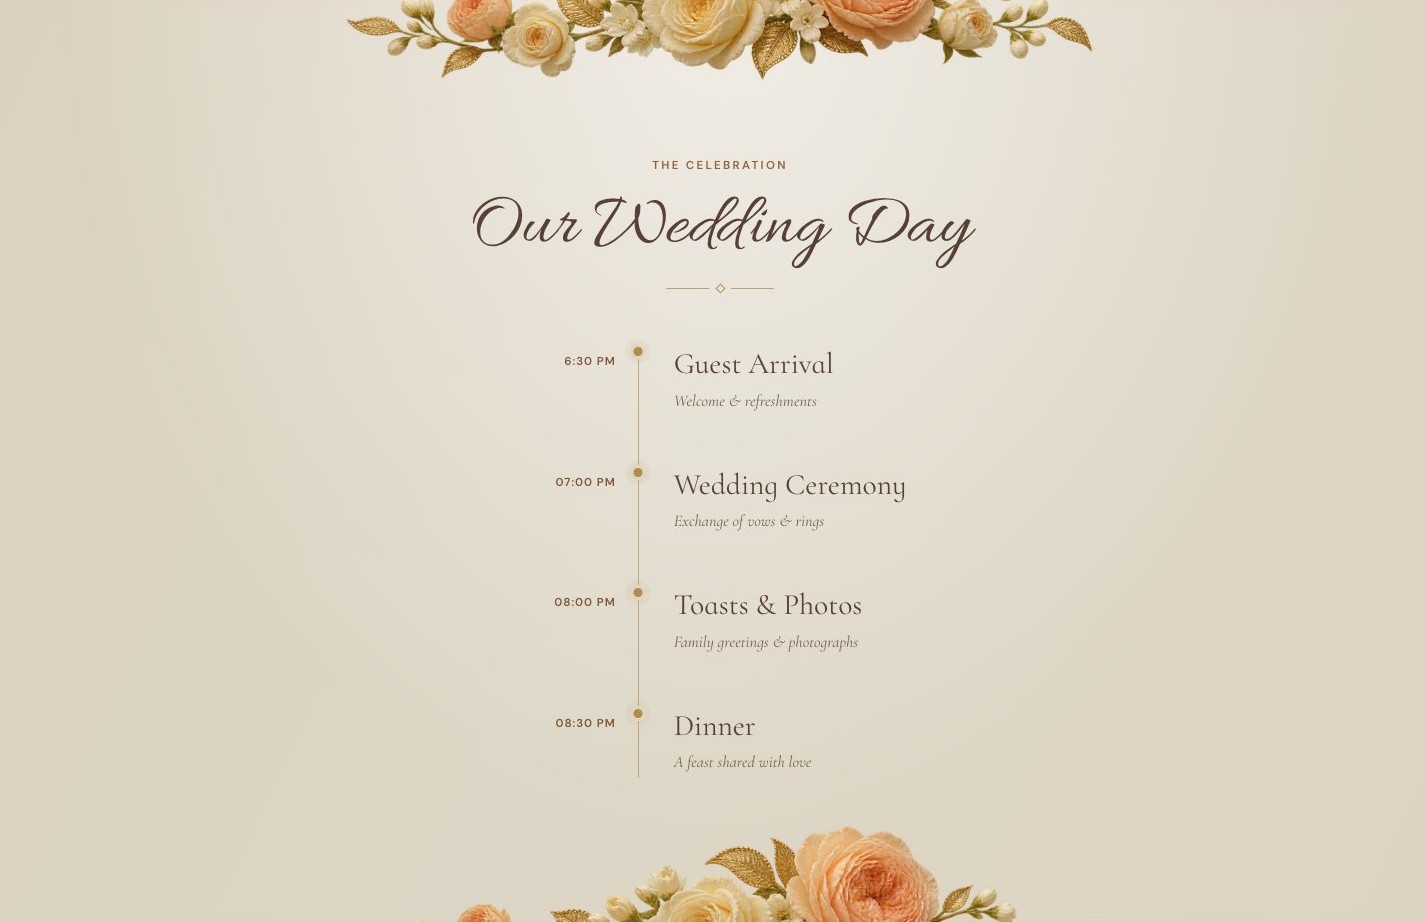 THE CELEBRATION
Our Wedding Day
6:30 PM
Guest Arrival
Welcome & refreshments
07:00 PM
Wedding Ceremony
Exchange of vows & rings
08:00 PM
Toasts & Photos
Family greetings & photographs
08:30 PM
Dinner
A feast shared with love